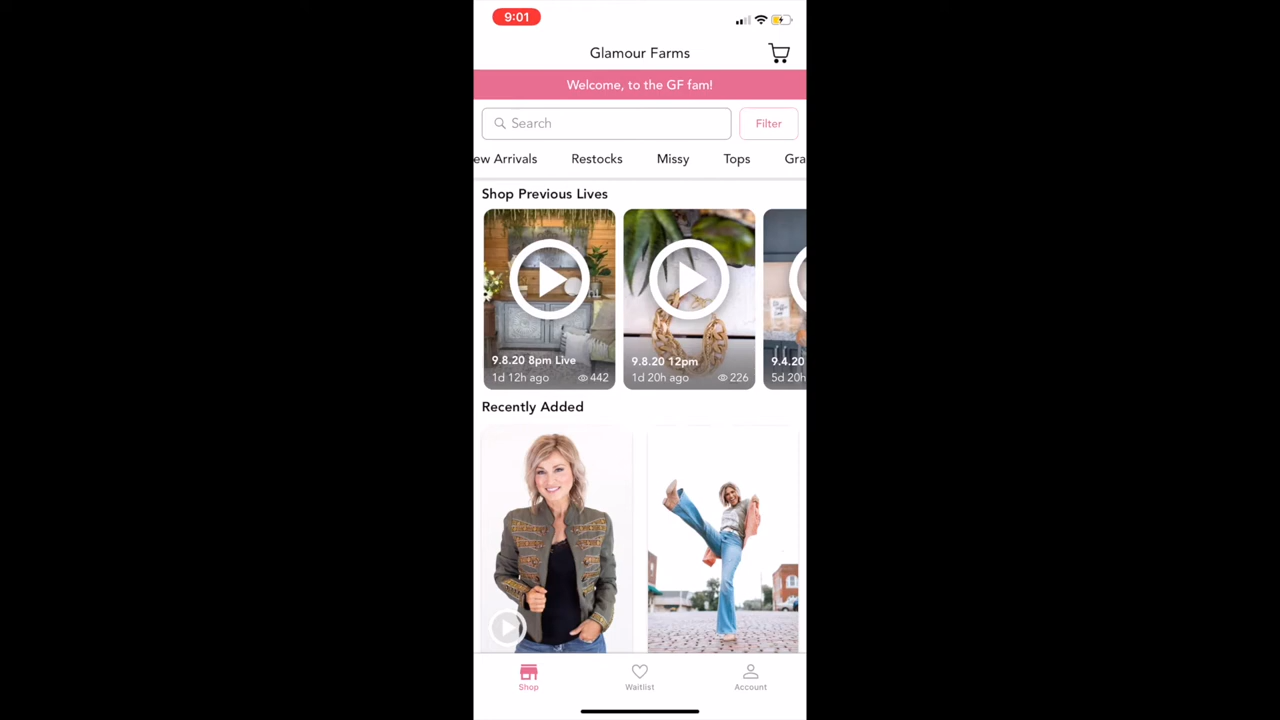 9:01
Glamour Farms
Welcome, to the GF fam!
Search
Filter
ew Arrivals Restocks Missy Tops Gra
Shop Previous Lives
9.8.20 8pm Live
1d 12h ago 442
9.8.20 12pm
1d 20h ago 226
9.4.20
5d 20h
Recently Added
Shop
Waitlist
Account